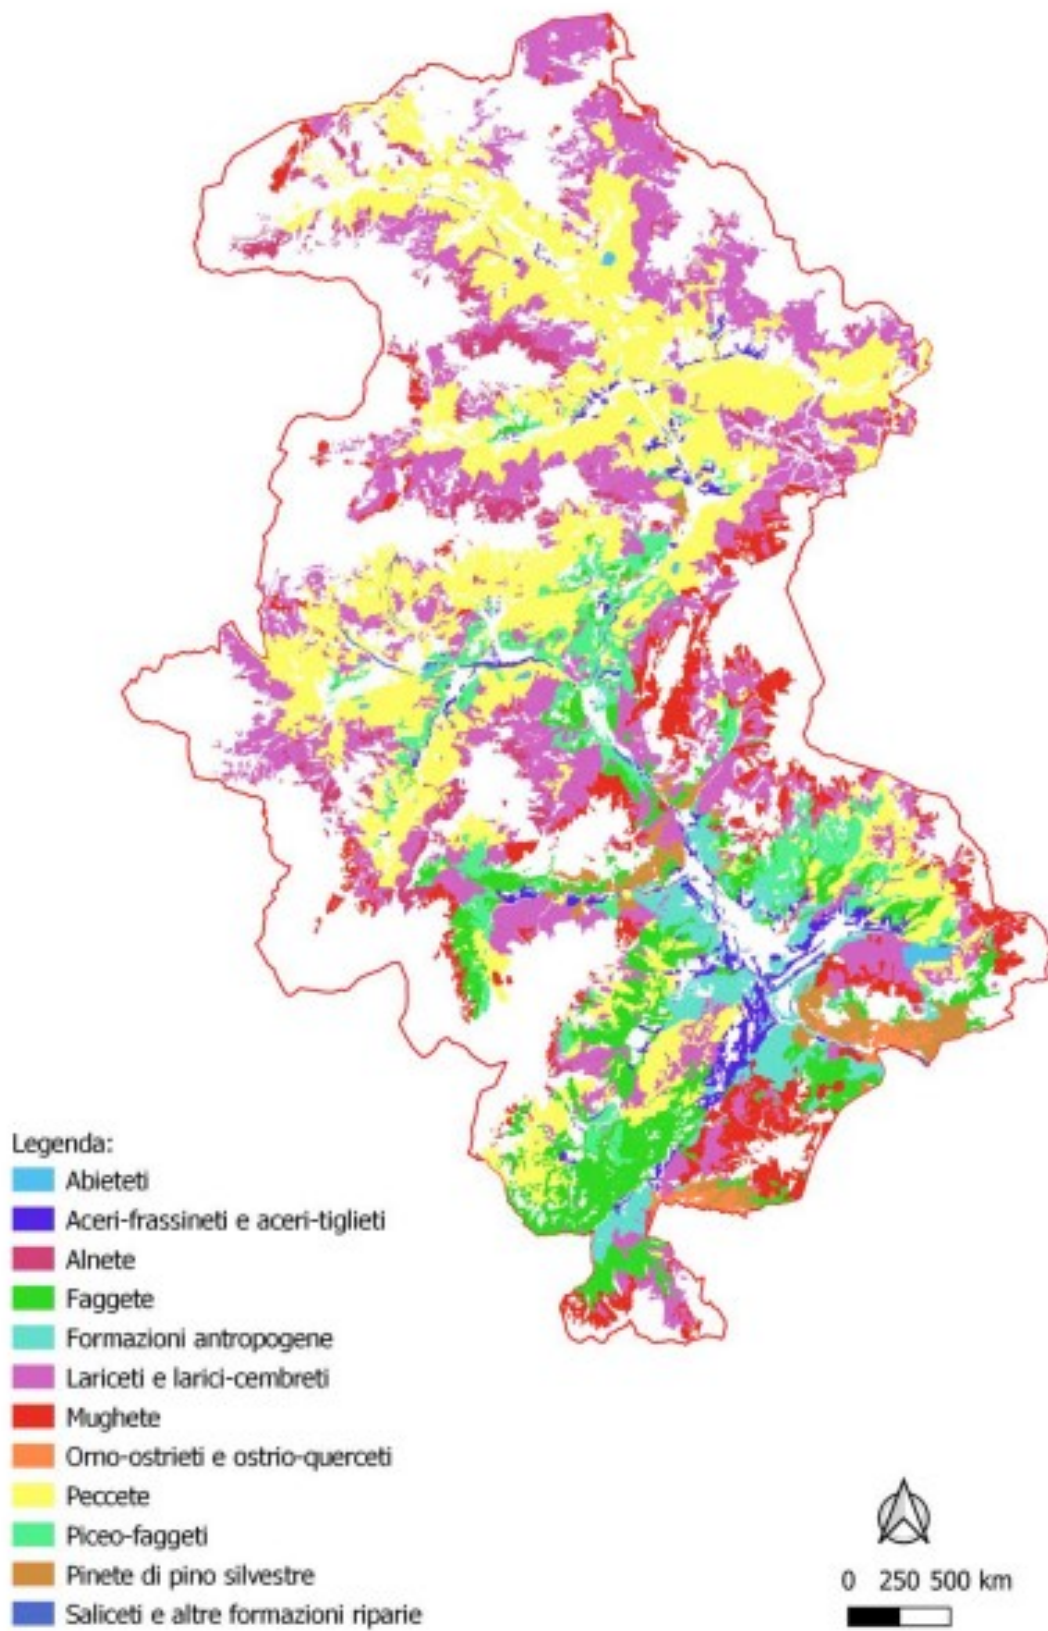 Legenda:
Abieteti
Aceri-frassineti e aceri-tiglieti
Alnete
Faggete
Formazioni antropogene
Lariceti e larici-cembreti
Mughete
Orno-ostrieti e ostrio-querceti
Peccete
Piceo-faggeti
Pinete di pino silvestre
Saliceti e altre formazioni riparie
0 250 500 km